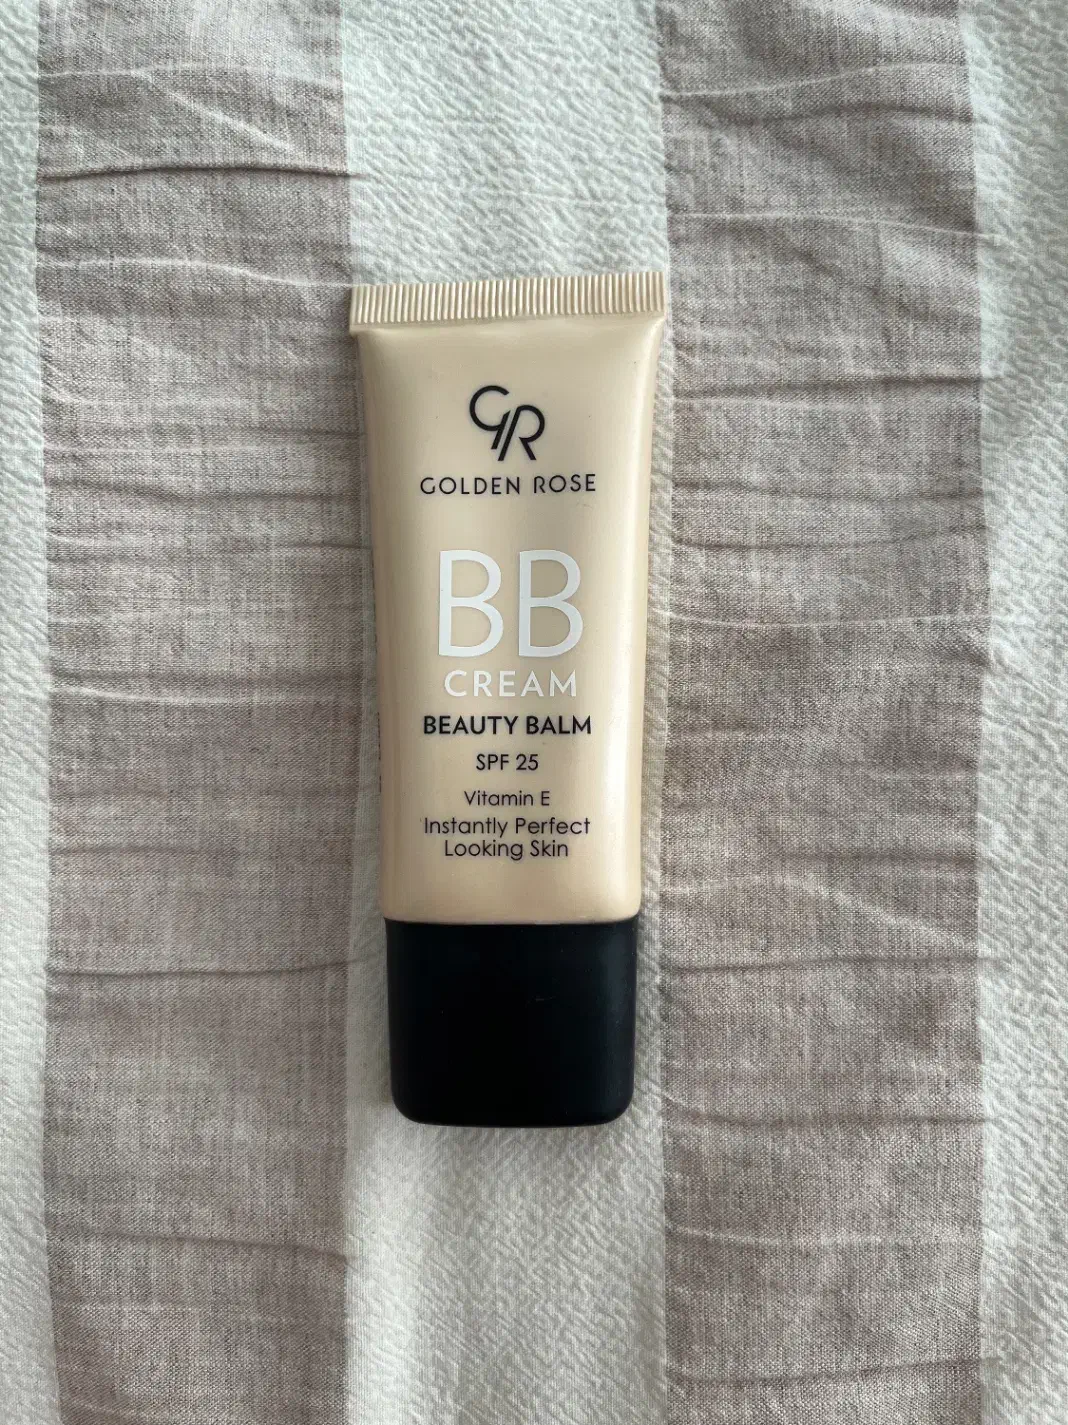 GR
GOLDEN ROSE
BB
CREAM
BEAUTY BALM
SPF 25
Vitamin E
Instantly Perfect
Looking Skin